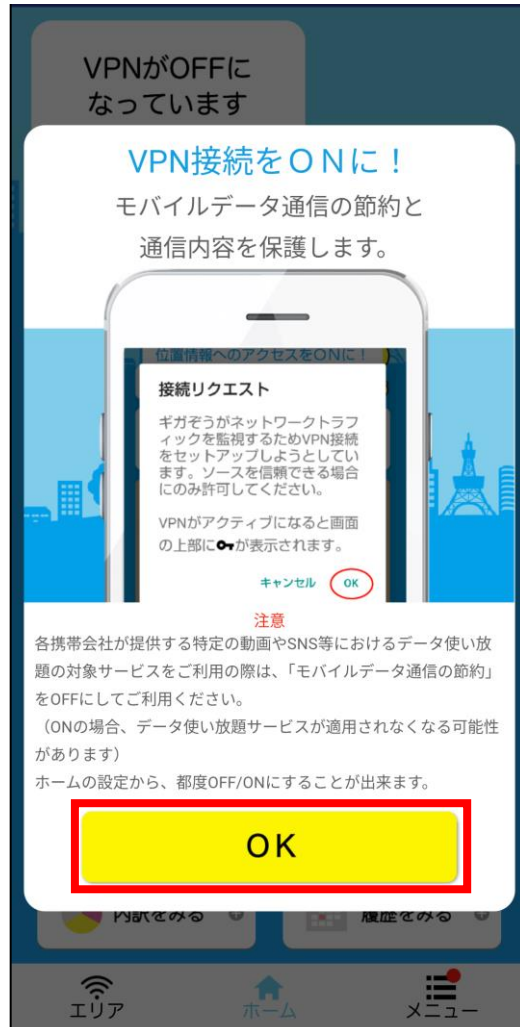 VPNがOFFに
なっています
VPN接続をＯＮに！
モバイルデータ通信の節約と
通信内容を保護します。
位置情報へのアクセスをONに！
接続リクエスト
ギガぞうがネットワークトラフ
ィックを監視するためVPN接続
をセットアップしようとしてい
ます。ソースを信頼できる場合
にのみ許可してください。
VPNがアクティブになると画面
の上部にが表示されます。
キャンセル OK
注意
各携帯会社が提供する特定の動画やSNS等におけるデータ使い放
題の対象サービスをご利用の際は、「モバイルデータ通信の節約」
をOFFにしてご利用ください。
（ONの場合、データ使い放題サービスが適用されなくなる可能性
があります）
ホームの設定から、都度OFF/ONにすることが出来ます。
ＯＫ
内訳をみる 履歴をみる
エリア ホーム メニュー